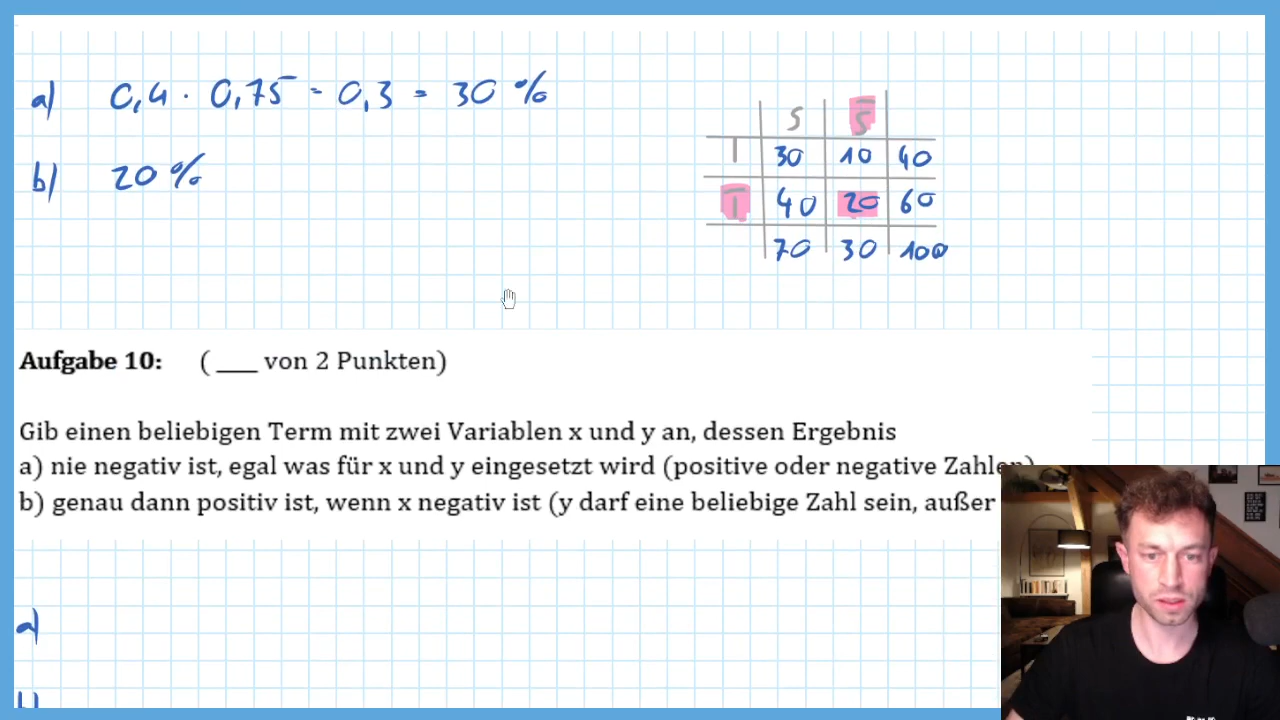 a) 0,4 · 0,75 = 0,3 = 30 %
b) 20 %
S S̅
T 30 10 40
T̅ 40 20 60
70 30 100
Aufgabe 10: ( ___ von 2 Punkten)
Gib einen beliebigen Term mit zwei Variablen x und y an, dessen Ergebnis
a) nie negativ ist, egal was für x und y eingesetzt wird (positive oder negative Zahlen)
b) genau dann positiv ist, wenn x negativ ist (y darf eine beliebige Zahl sein, außer
a)